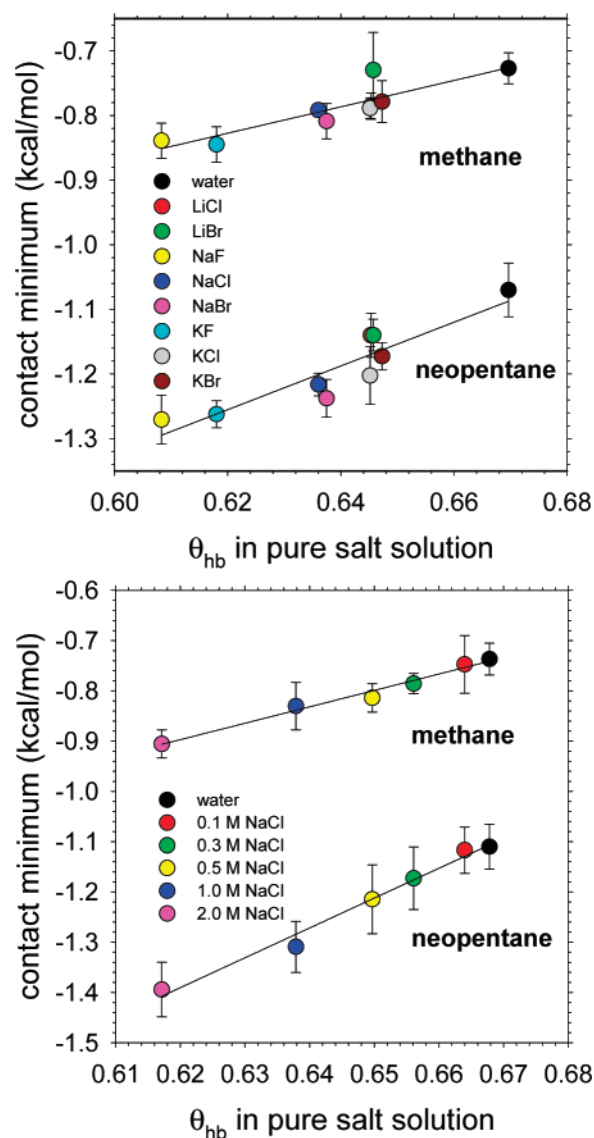 contact minimum (kcal/mol)
-0.7
-0.8
-0.9
-1.0
-1.1
-1.2
-1.3
methane
water
LiCl
LiBr
NaF
NaCl
NaBr
KF
KCl
KBr
neopentane
0.60 0.62 0.64 0.66 0.68
θhb in pure salt solution
contact minimum (kcal/mol)
-0.6
-0.7
-0.8
-0.9
-1.0
-1.1
-1.2
-1.3
-1.4
-1.5
methane
water
0.1 M NaCl
0.3 M NaCl
0.5 M NaCl
1.0 M NaCl
2.0 M NaCl
neopentane
0.61 0.62 0.63 0.64 0.65 0.66 0.67 0.68
θhb in pure salt solution